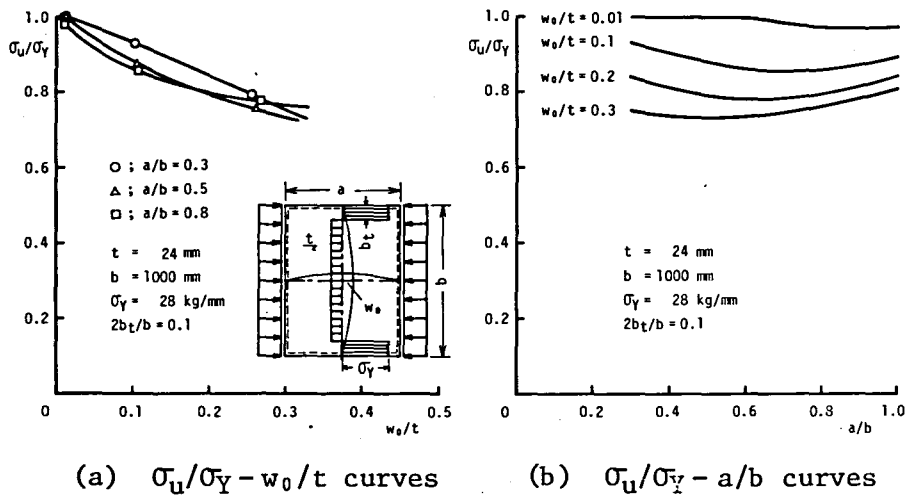 1.0
σu/σY
0.8
0.6
0.4
0.2
0
0.1
0.2
0.3
0.4
0.5
w₀/t
○ ; a/b = 0.3
△ ; a/b = 0.5
□ ; a/b = 0.8
t = 24 mm
b = 1000 mm
σY = 28 kg/mm
2bt/b = 0.1
a
t
bt
b
w₀
σY
(a) σu/σY - w₀/t curves
1.0
σu/σY
0.8
0.6
0.4
0.2
0
0.2
0.4
0.6
0.8
1.0
a/b
w₀/t = 0.01
w₀/t = 0.1
w₀/t = 0.2
w₀/t = 0.3
t = 24 mm
b = 1000 mm
σY = 28 kg/mm
2bt/b = 0.1
(b) σu/σY - a/b curves